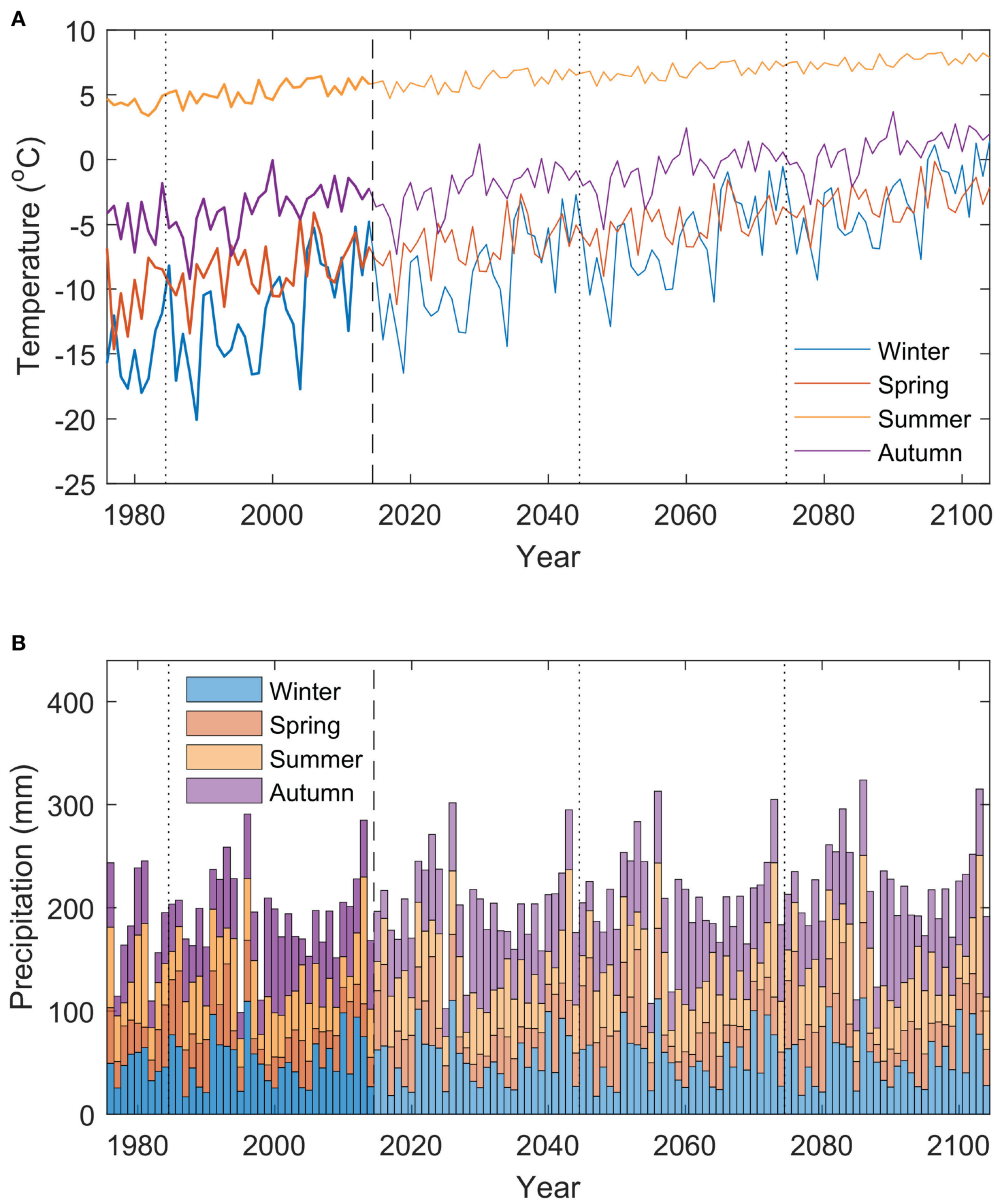 A
10
5
0
-5
-10
-15
-20
-25
Temperature (°C)
Winter
Spring
Summer
Autumn
1980 2000 2020 2040 2060 2080 2100
Year
B
400
300
200
100
0
Precipitation (mm)
Winter
Spring
Summer
Autumn
1980 2000 2020 2040 2060 2080 2100
Year